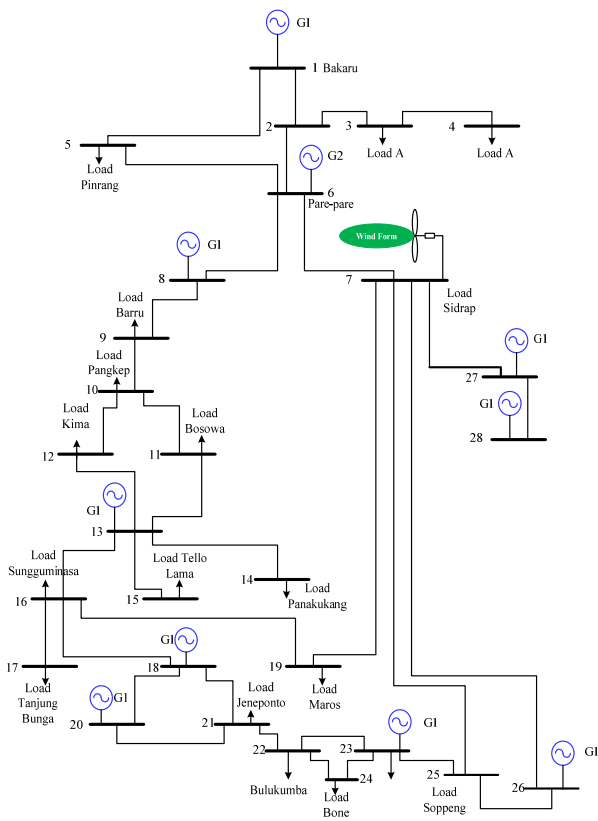 G1
1 Bakaru
2
3
4
5
Load A
Load A
Load
Pinrang
G2
6
Pare-pare
Wind Form
G1
8
7
Load
Sidrap
Load
Barru
9
G1
27
Load
Pangkep
10
G1
28
Load
Kima
Load
Bosowa
12
11
G1
13
Load
Sungguminasa
Load Tello
Lama
14
Load
Panakukang
16
15
G1
17
18
19
Load
Tanjung
Bunga
Load
Maros
G1
20
Load
Jeneponto
21
G1
22
23
G1
24
25
26
Bulukumba
Load
Bone
Load
Soppeng